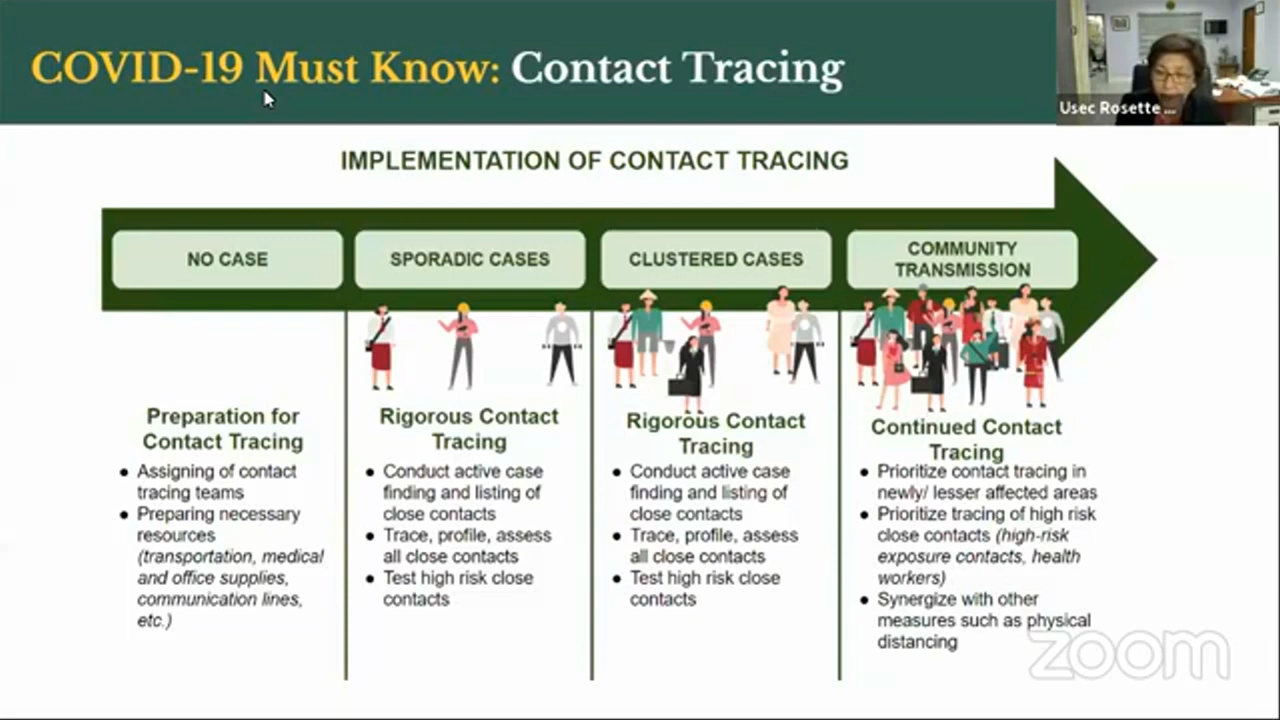 COVID-19 Must Know: Contact Tracing
Usec Rosette ...
IMPLEMENTATION OF CONTACT TRACING
NO CASE
SPORADIC CASES
CLUSTERED CASES
COMMUNITY
TRANSMISSION
Preparation for
Contact Tracing
● Assigning of contact
tracing teams
● Preparing necessary
resources
(transportation, medical
and office supplies,
communication lines,
etc.)
Rigorous Contact
Tracing
● Conduct active case
finding and listing of
close contacts
● Trace, profile, assess
all close contacts
● Test high risk close
contacts
Rigorous Contact
Tracing
● Conduct active case
finding and listing of
close contacts
● Trace, profile, assess
all close contacts
● Test high risk close
contacts
Continued Contact
Tracing
● Prioritize contact tracing in
newly/ lesser affected areas
● Prioritize tracing of high risk
close contacts (high-risk
exposure contacts, health
workers)
● Synergize with other
measures such as physical
distancing
zoom